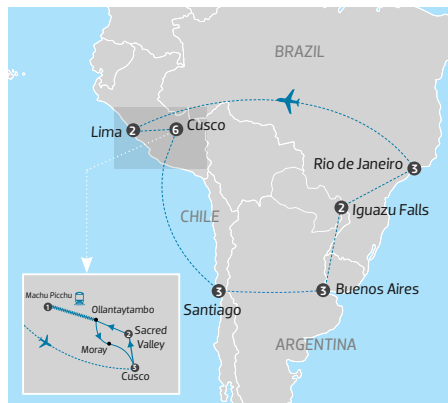 BRAZIL
Lima
2
6
Cusco
Rio de Janeiro
3
2
Iguazu Falls
CHILE
3
Santiago
3
Buenos Aires
ARGENTINA
Machu Picchu
1
Ollantaytambo
2
Sacred
Valley
Moray
3
Cusco